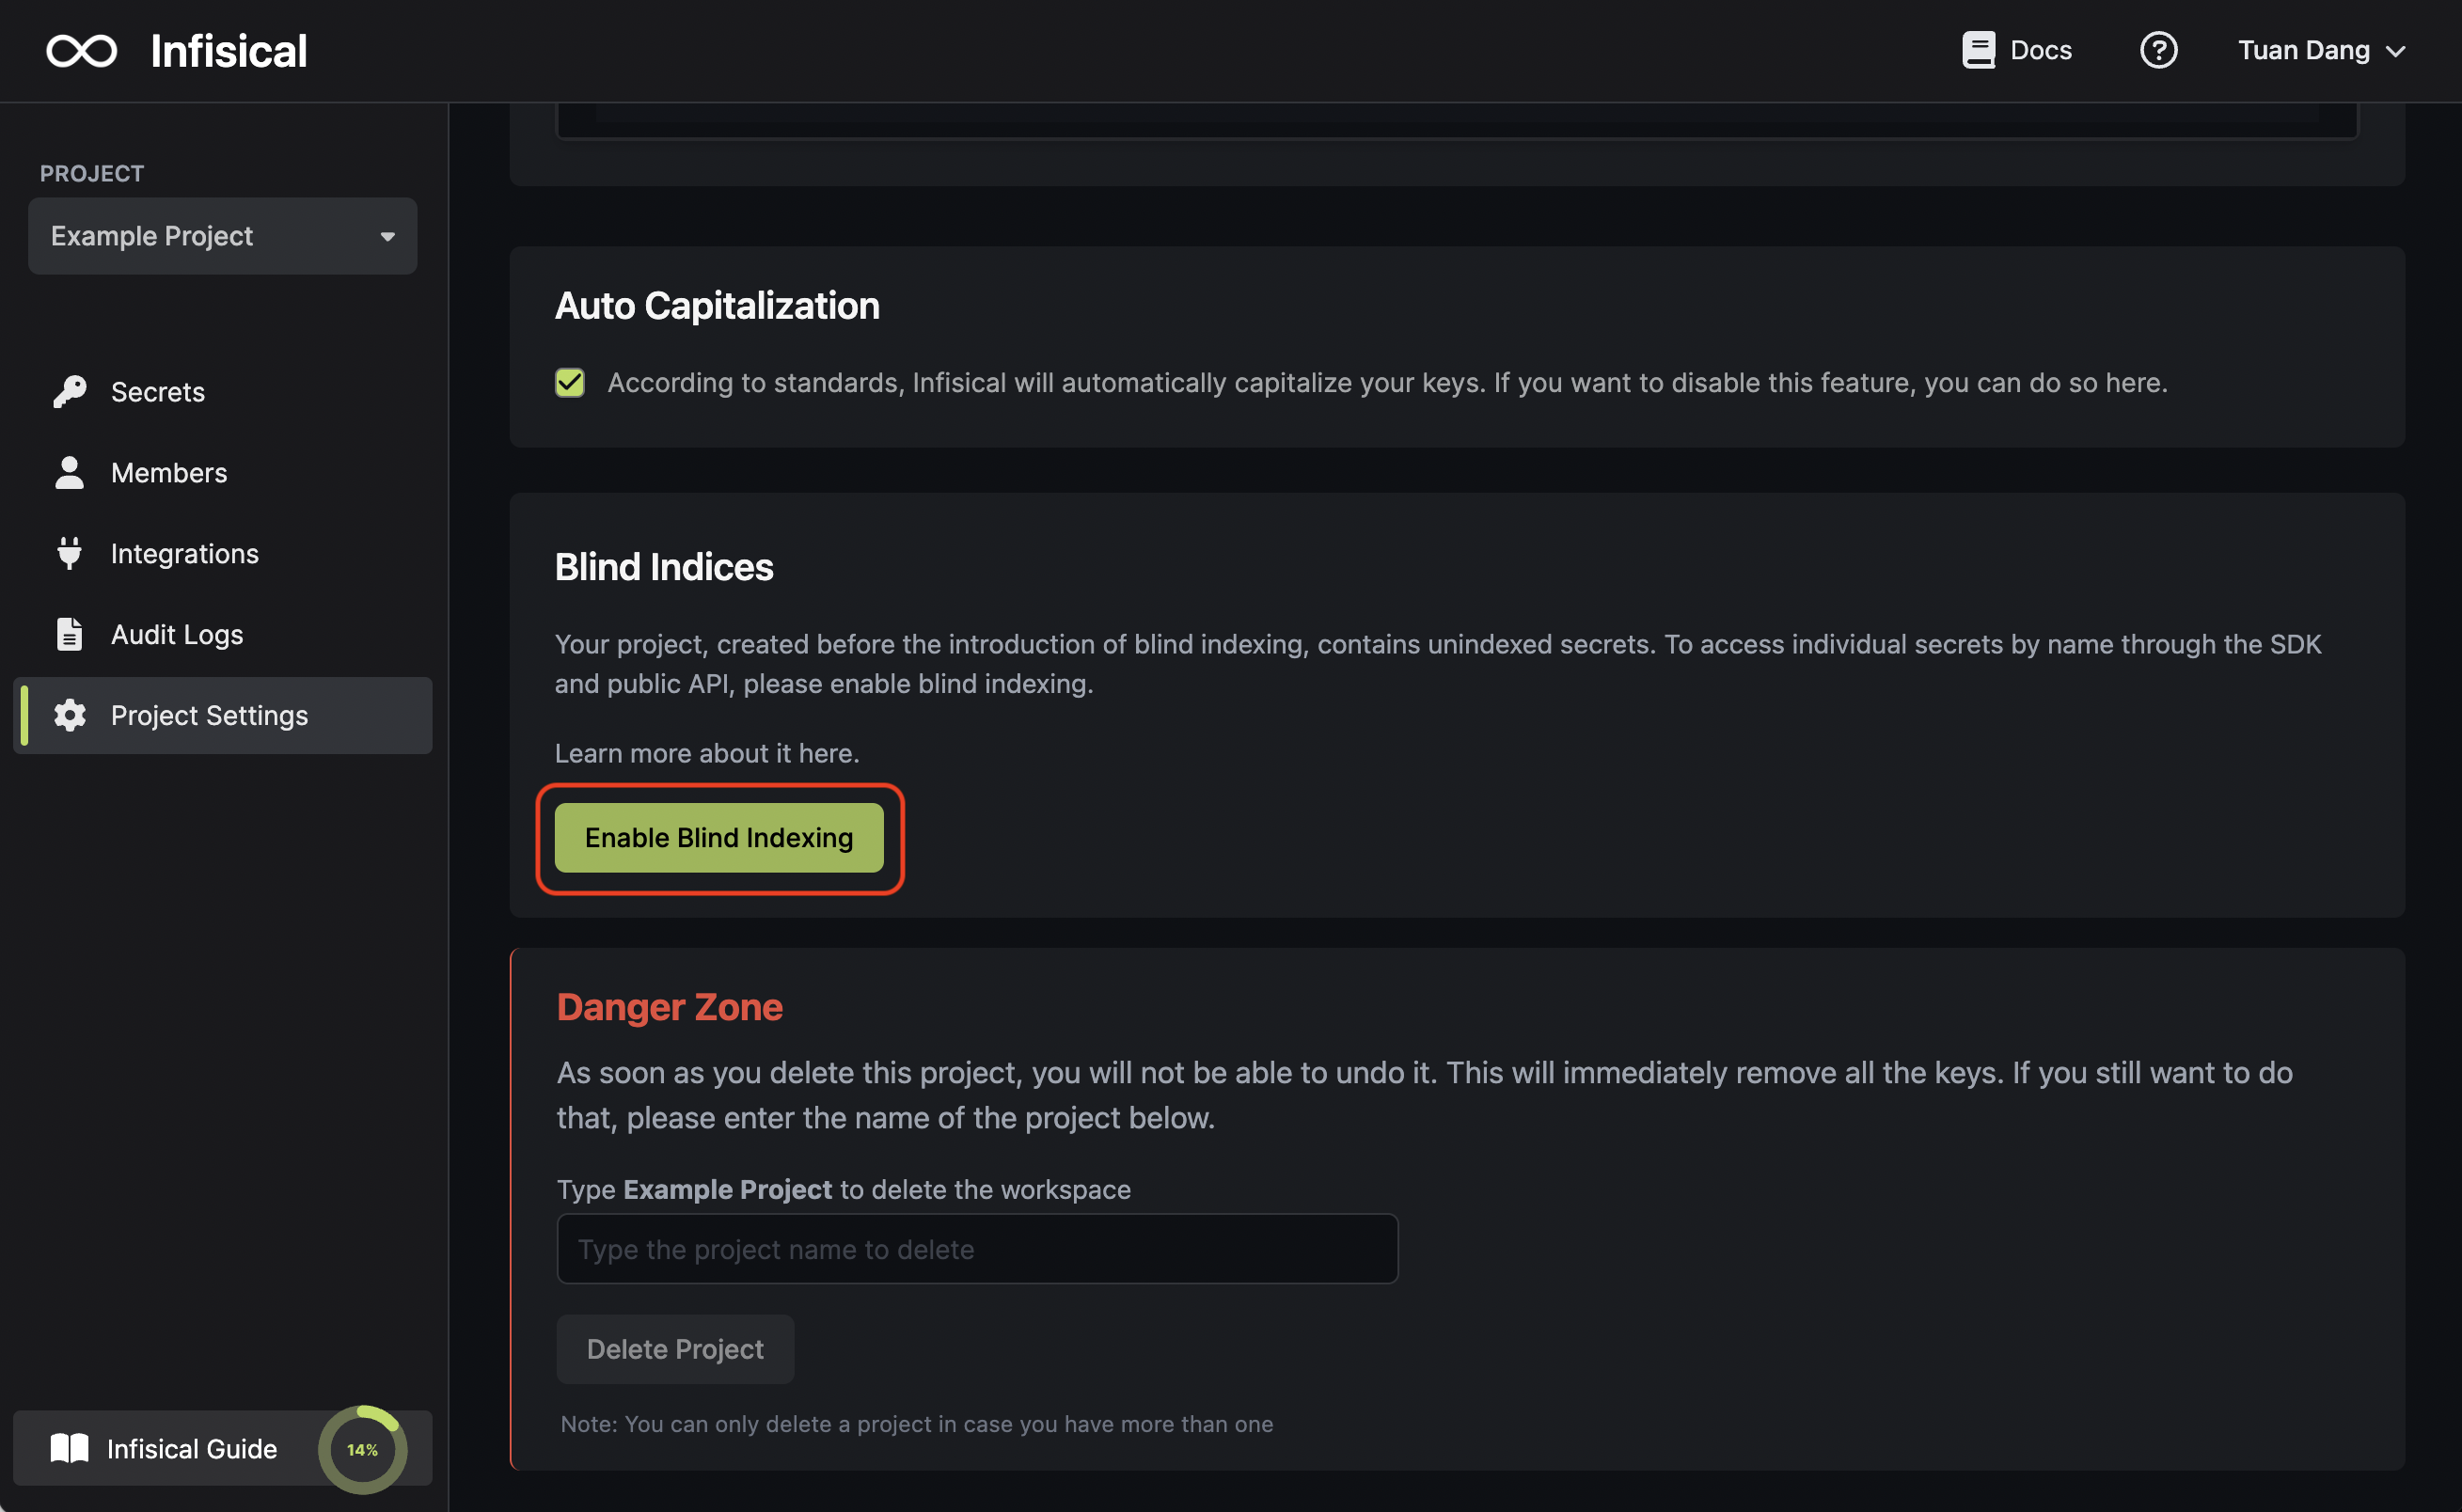 Infisical
Docs
Tuan Dang
PROJECT
Example Project
Secrets
Members
Integrations
Audit Logs
Project Settings
Infisical Guide
14%
Auto Capitalization
According to standards, Infisical will automatically capitalize your keys. If you want to disable this feature, you can do so here.
Blind Indices
Your project, created before the introduction of blind indexing, contains unindexed secrets. To access individual secrets by name through the SDK
and public API, please enable blind indexing.
Learn more about it here.
Enable Blind Indexing
Danger Zone
As soon as you delete this project, you will not be able to undo it. This will immediately remove all the keys. If you still want to do
that, please enter the name of the project below.
Type Example Project to delete the workspace
Type the project name to delete
Delete Project
Note: You can only delete a project in case you have more than one